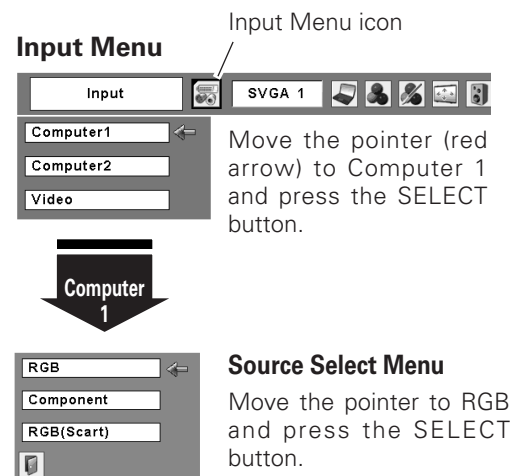 Input Menu icon
Input Menu
Input
SVGA 1
Computer1
Computer2
Video
Move the pointer (red
arrow) to Computer 1
and press the SELECT
button.
Computer
1
RGB
Component
RGB(Scart)
Source Select Menu
Move the pointer to RGB
and press the SELECT
button.